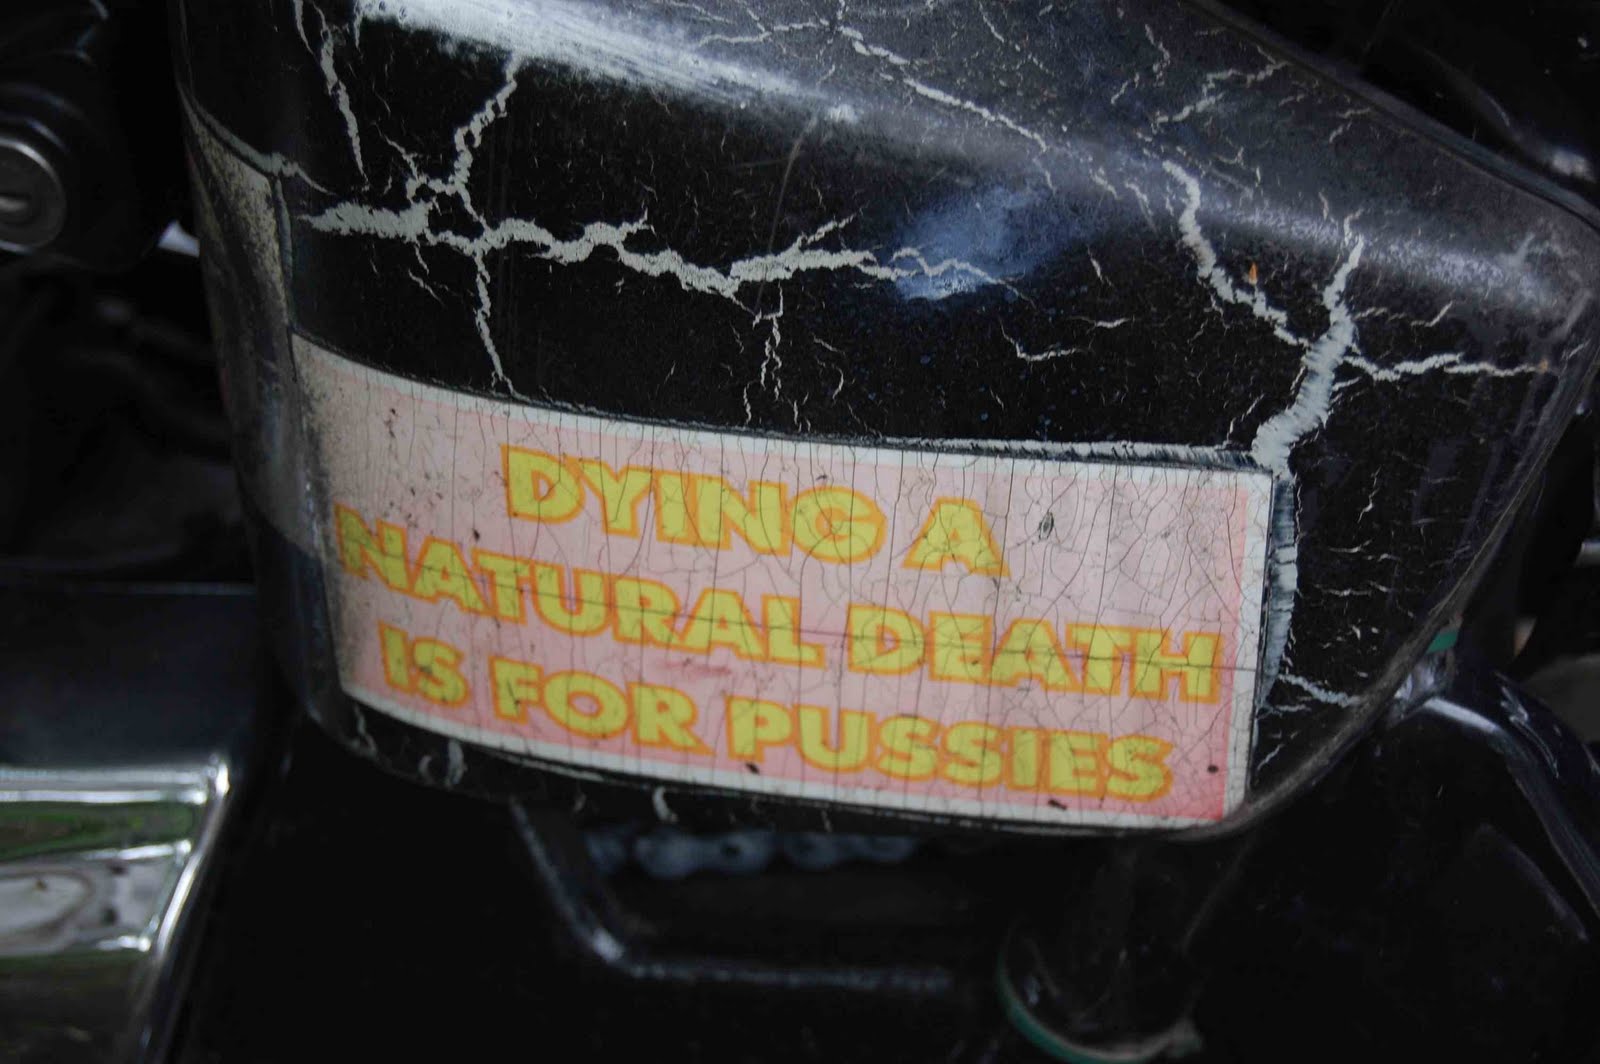 DYING A
NATURAL DEATH
IS FOR PUSSIES